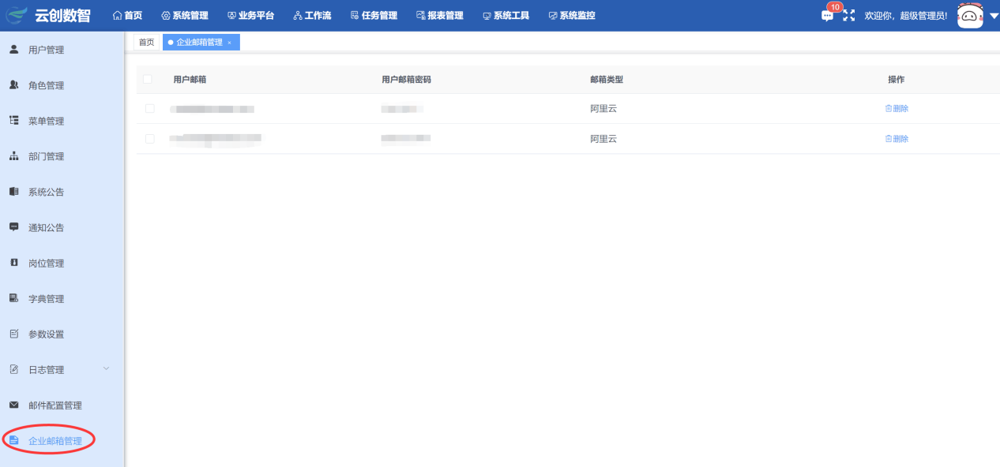 云创数智 首页 系统管理 业务平台 工作流 任务管理 报表管理 系统工具 系统监控 10 欢迎你，超级管理员!
首页 企业邮箱管理 ×
用户管理
角色管理
菜单管理
部门管理
系统公告
通知公告
岗位管理
字典管理
参数设置
日志管理
邮件配置管理
企业邮箱管理
用户邮箱 用户邮箱密码 邮箱类型 操作
阿里云 删除
阿里云 删除